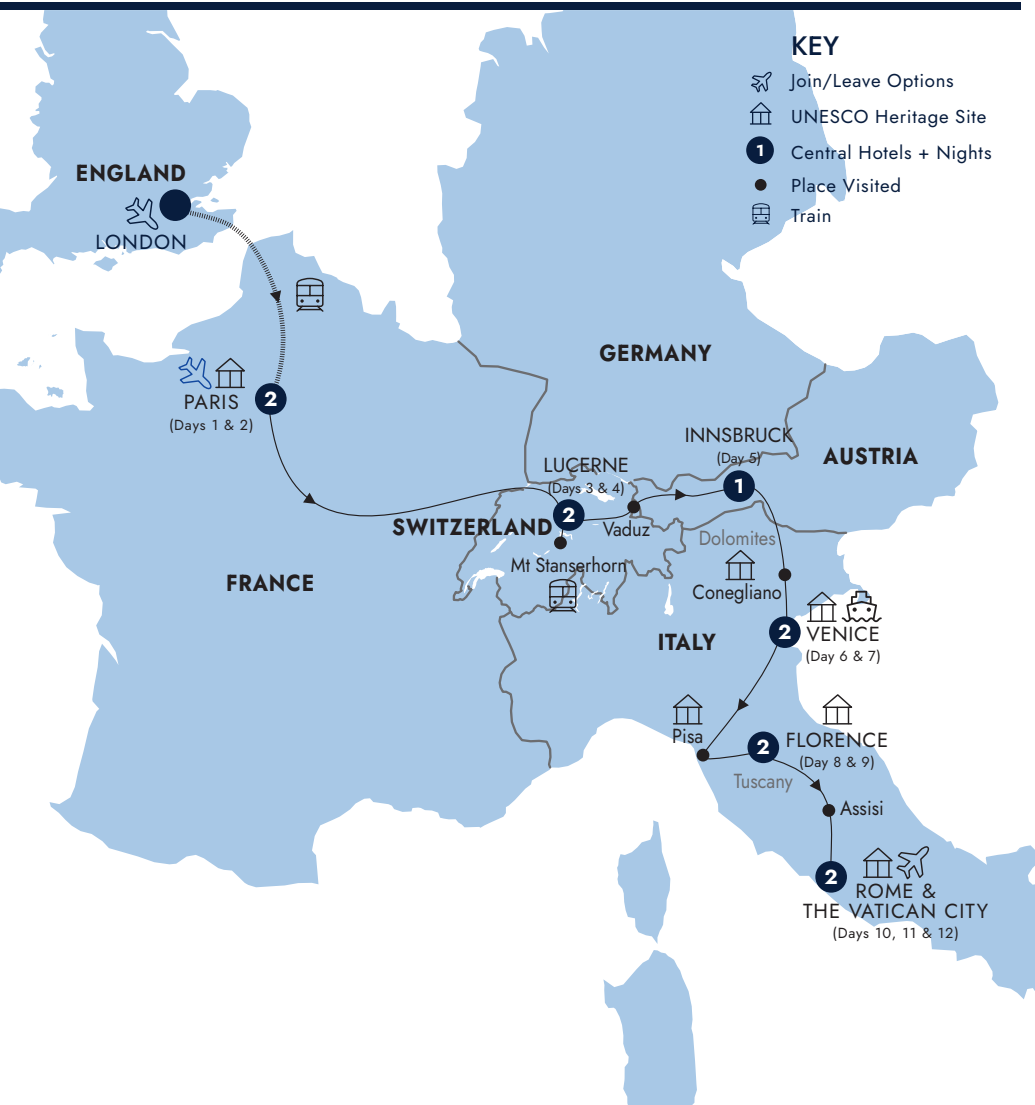 KEY
Join/Leave Options
UNESCO Heritage Site
1
Central Hotels + Nights
Place Visited
Train
ENGLAND
LONDON
GERMANY
PARIS
2
(Days 1 & 2)
INNSBRUCK
(Day 5)
1
AUSTRIA
LUCERNE
(Days 3 & 4)
2
SWITZERLAND
Vaduz
Dolomites
Mt Stanserhorn
FRANCE
Conegliano
ITALY
2
VENICE
(Day 6 & 7)
Pisa
2
FLORENCE
(Day 8 & 9)
Tuscany
Assisi
2
ROME &
THE VATICAN CITY
(Days 10, 11 & 12)